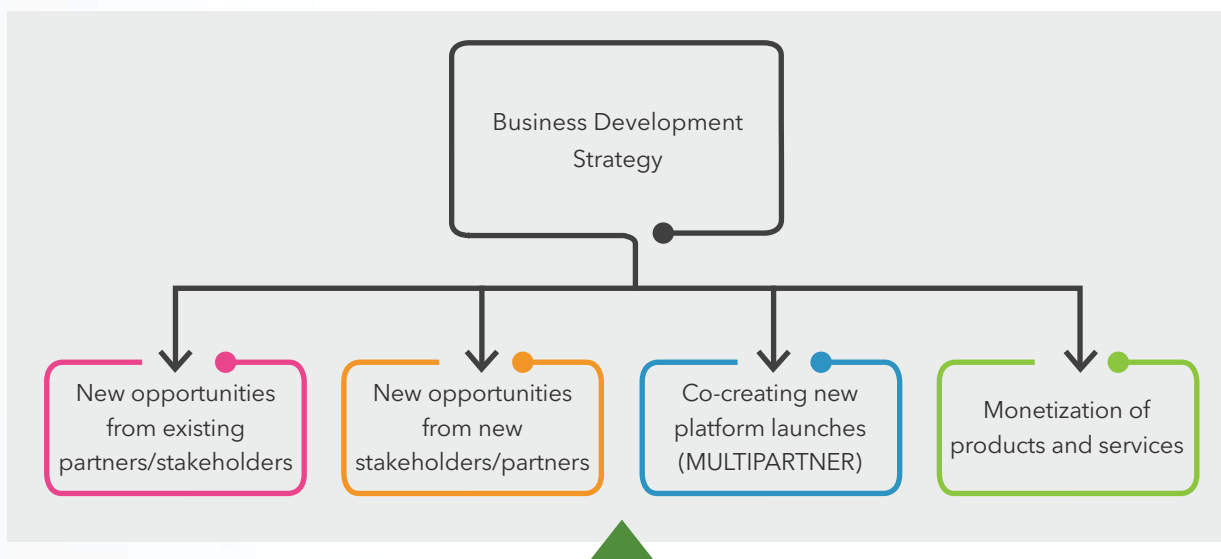 Business Development
Strategy
New opportunities
from existing
partners/stakeholders
New opportunities
from new
stakeholders/partners
Co-creating new
platform launches
(MULTIPARTNER)
Monetization of
products and services